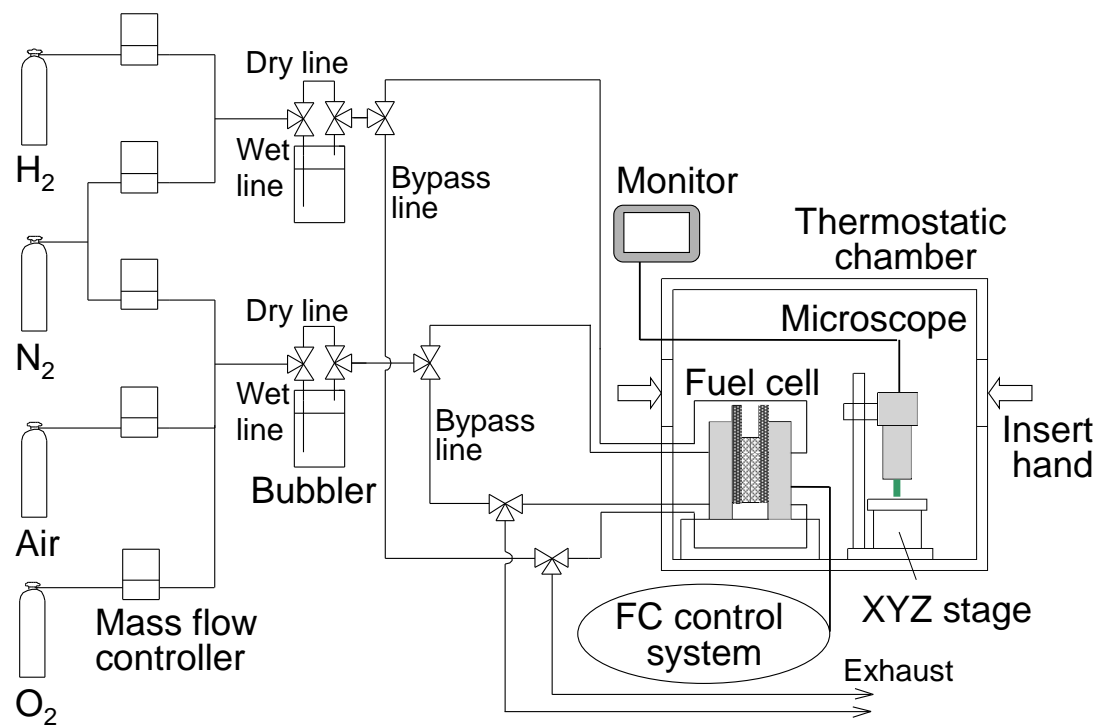 H2
N2
Air
O2
Mass flow
controller
Dry line
Wet
line
Bypass
line
Dry line
Wet
line
Bubbler
Bypass
line
Monitor
Thermostatic
chamber
Microscope
Fuel cell
Insert
hand
XYZ stage
FC control
system
Exhaust